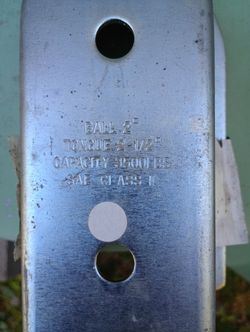 BALL 2"
TONGUE 2-1/2"
CAPACITY 3500LBS
SAE CLASS II